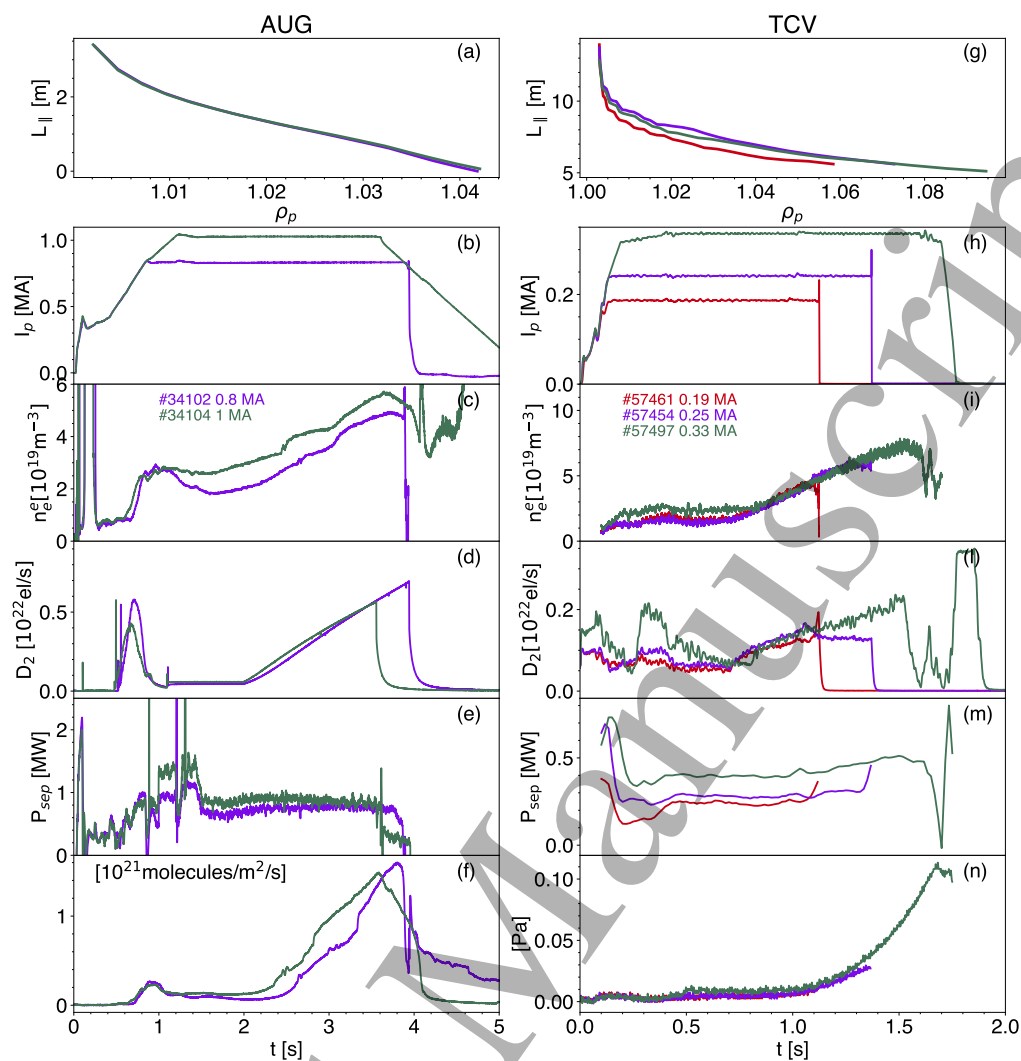 AUG
TCV
(a)
(g)
L∥ [m]
2
0
1.01
1.02
1.03
1.04
ρp
L∥ [m]
10
5
1.00
1.02
1.04
1.06
1.08
ρp
(b)
(h)
Ip [MA]
1.0
0.5
0.0
Ip [MA]
0.2
0.0
(c)
#34102 0.8 MA
#34104 1 MA
nee[10^19m−3]
6
4
2
0
(i)
#57461 0.19 MA
#57454 0.25 MA
#57497 0.33 MA
nee[10^19m−3]
10
5
0
(d)
D2 [10^22el/s]
0.5
0.0
(l)
D2[10^22el/s]
0.2
0.0
(e)
Psep [MW]
2
1
0
(m)
Psep [MW]
0.5
0.0
[10^21molecules/m^2/s]
(f)
1
0
(n)
[Pa]
0.10
0.05
0.00
0
1
2
3
4
5
t [s]
0.0
0.5
1.0
1.5
2.0
t [s]
Manuscrip